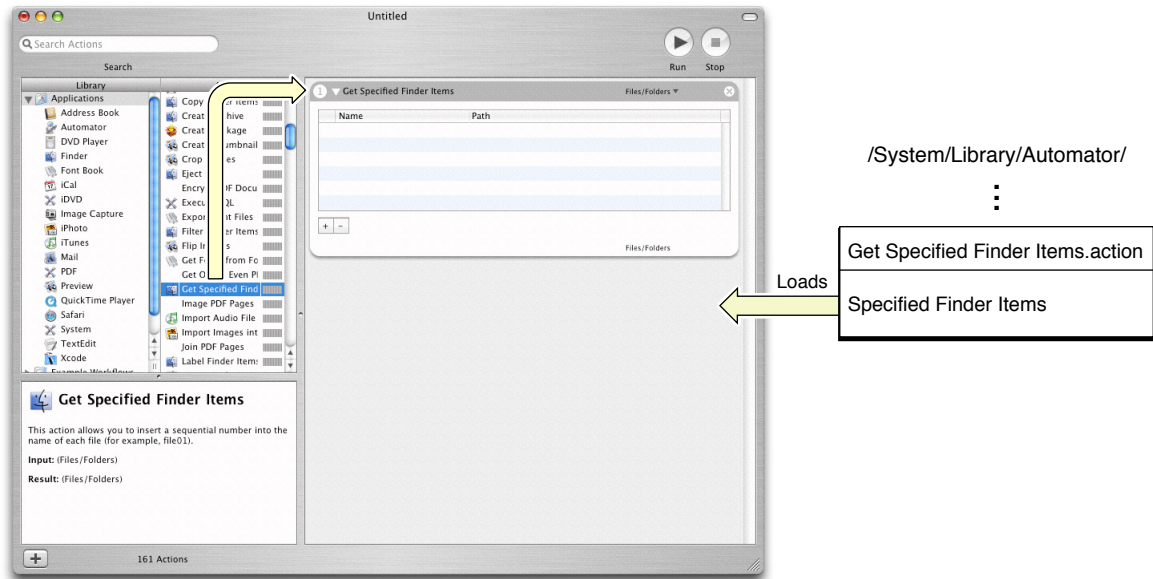 Untitled
Search Actions
Search
Run
Stop
Library
Applications
Address Book
Automator
DVD Player
Finder
Font Book
iCal
iDVD
Image Capture
iPhoto
iTunes
Mail
PDF
Preview
QuickTime Player
Safari
System
TextEdit
Xcode
Example Workflows
Copy er Items
Creat hive
Creat kage
Creat umbnail
Crop es
Eject
Encry F Docu
Execu QL
Expor t Files
Filter er Items
Flip Ir s
Get F from Fo
Get O Even P
Get Specified Find
Image PDF Pages
Import Audio File
Import Images int
Join PDF Pages
Label Finder Item
1 Get Specified Finder Items Files/Folders
Name Path
+ -
Files/Folders
Get Specified Finder Items
This action allows you to insert a sequential number into the
name of each file (for example, file01).
Input: (Files/Folders)
Result: (Files/Folders)
161 Actions
/System/Library/Automator/
Get Specified Finder Items.action
Loads
Specified Finder Items